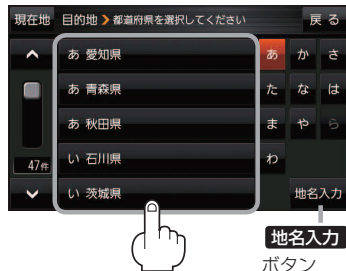 現在地 目的地 > 都道府県を選択してください 戻る
あ 愛知県
あ 青森県
あ 秋田県
い 石川県
い 茨城県
47件
あ か さ
た な は
ま や ら
わ
地名入力
地名入力
ボタン